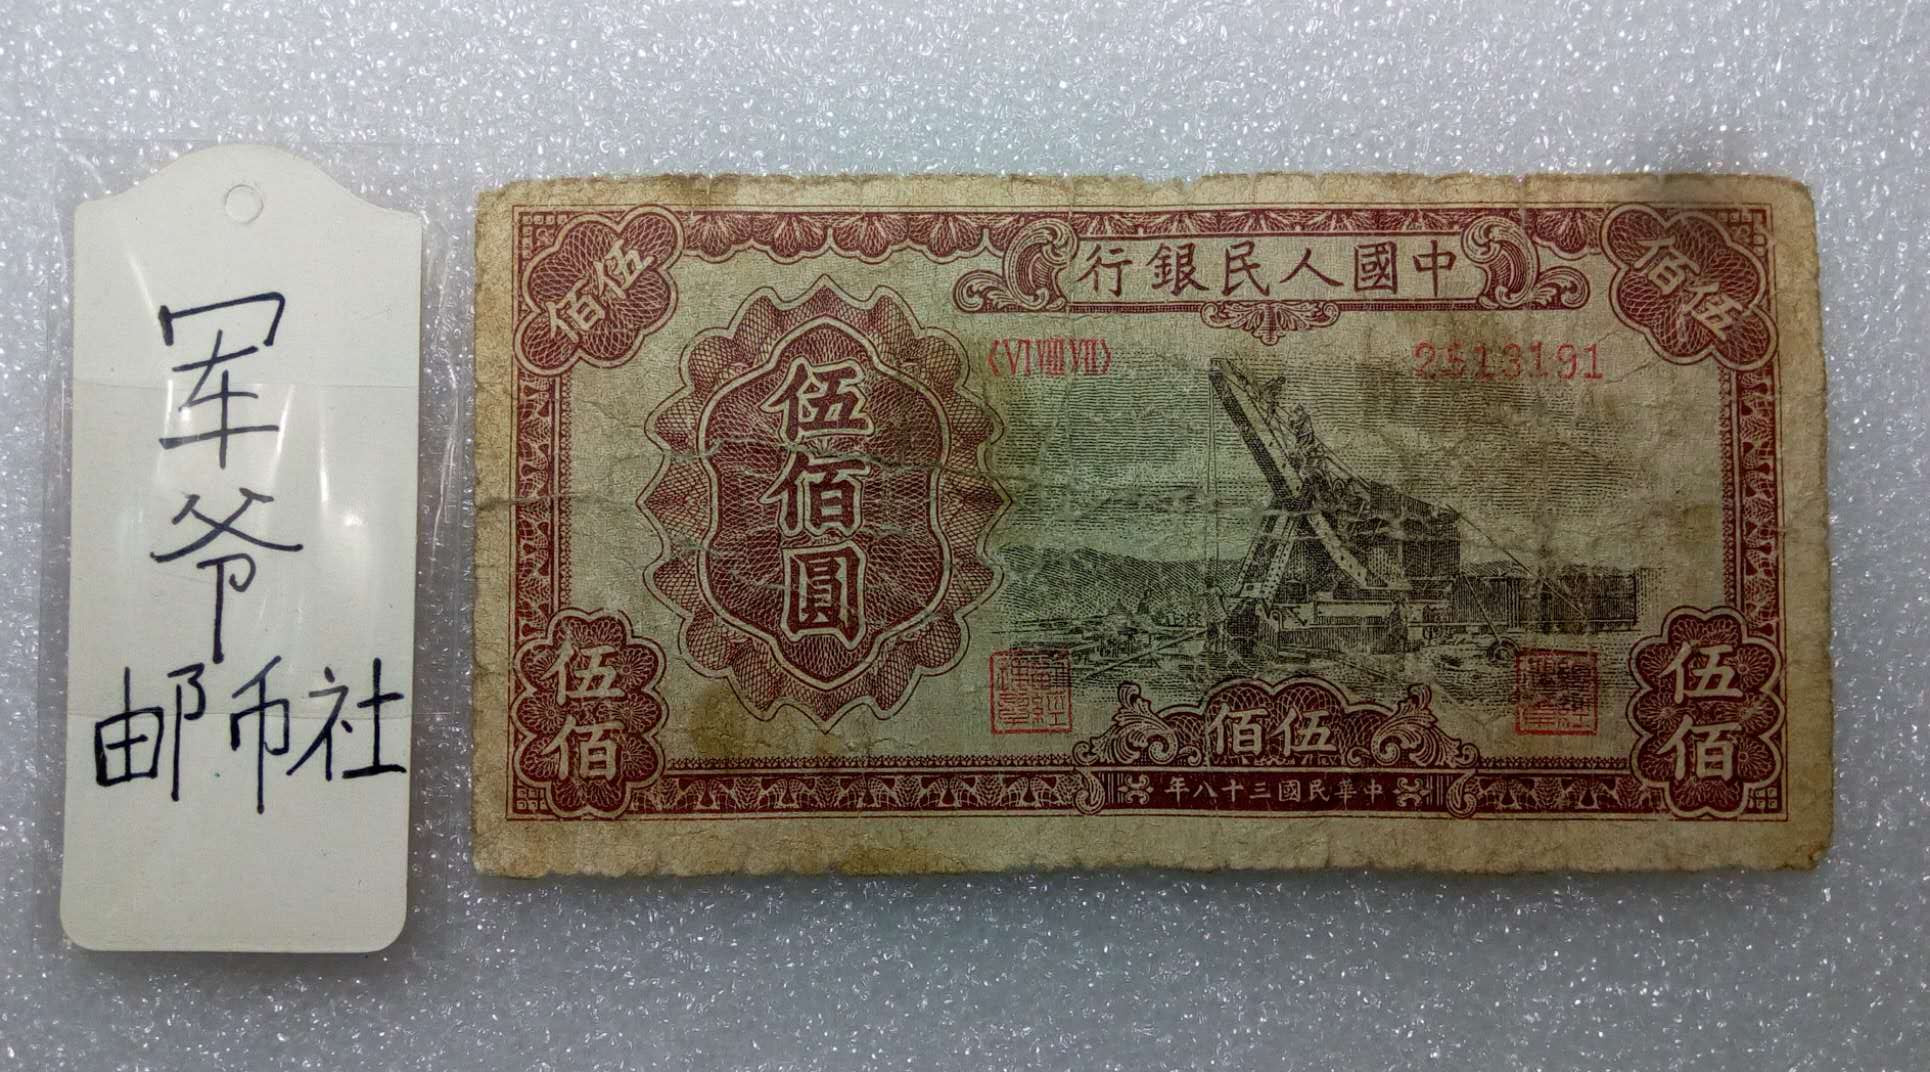 军
爷
邮币社
伍佰
中國人民銀行
伍佰
〈VI VIII VII〉
2513191
伍
佰
圓
伍
佰
伍佰
伍
佰
中華民國三十八年